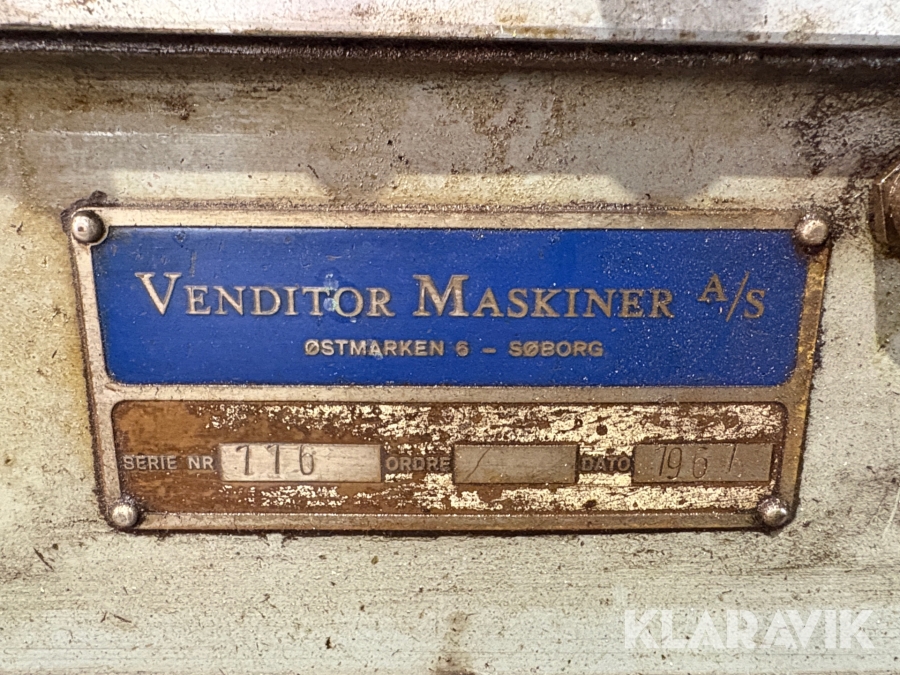 VENDITOR MASKINER A/S
ØSTMARKEN 6 – SØBORG
SERIE NR 116 ORDRE DATO 1961
KLARAVIK